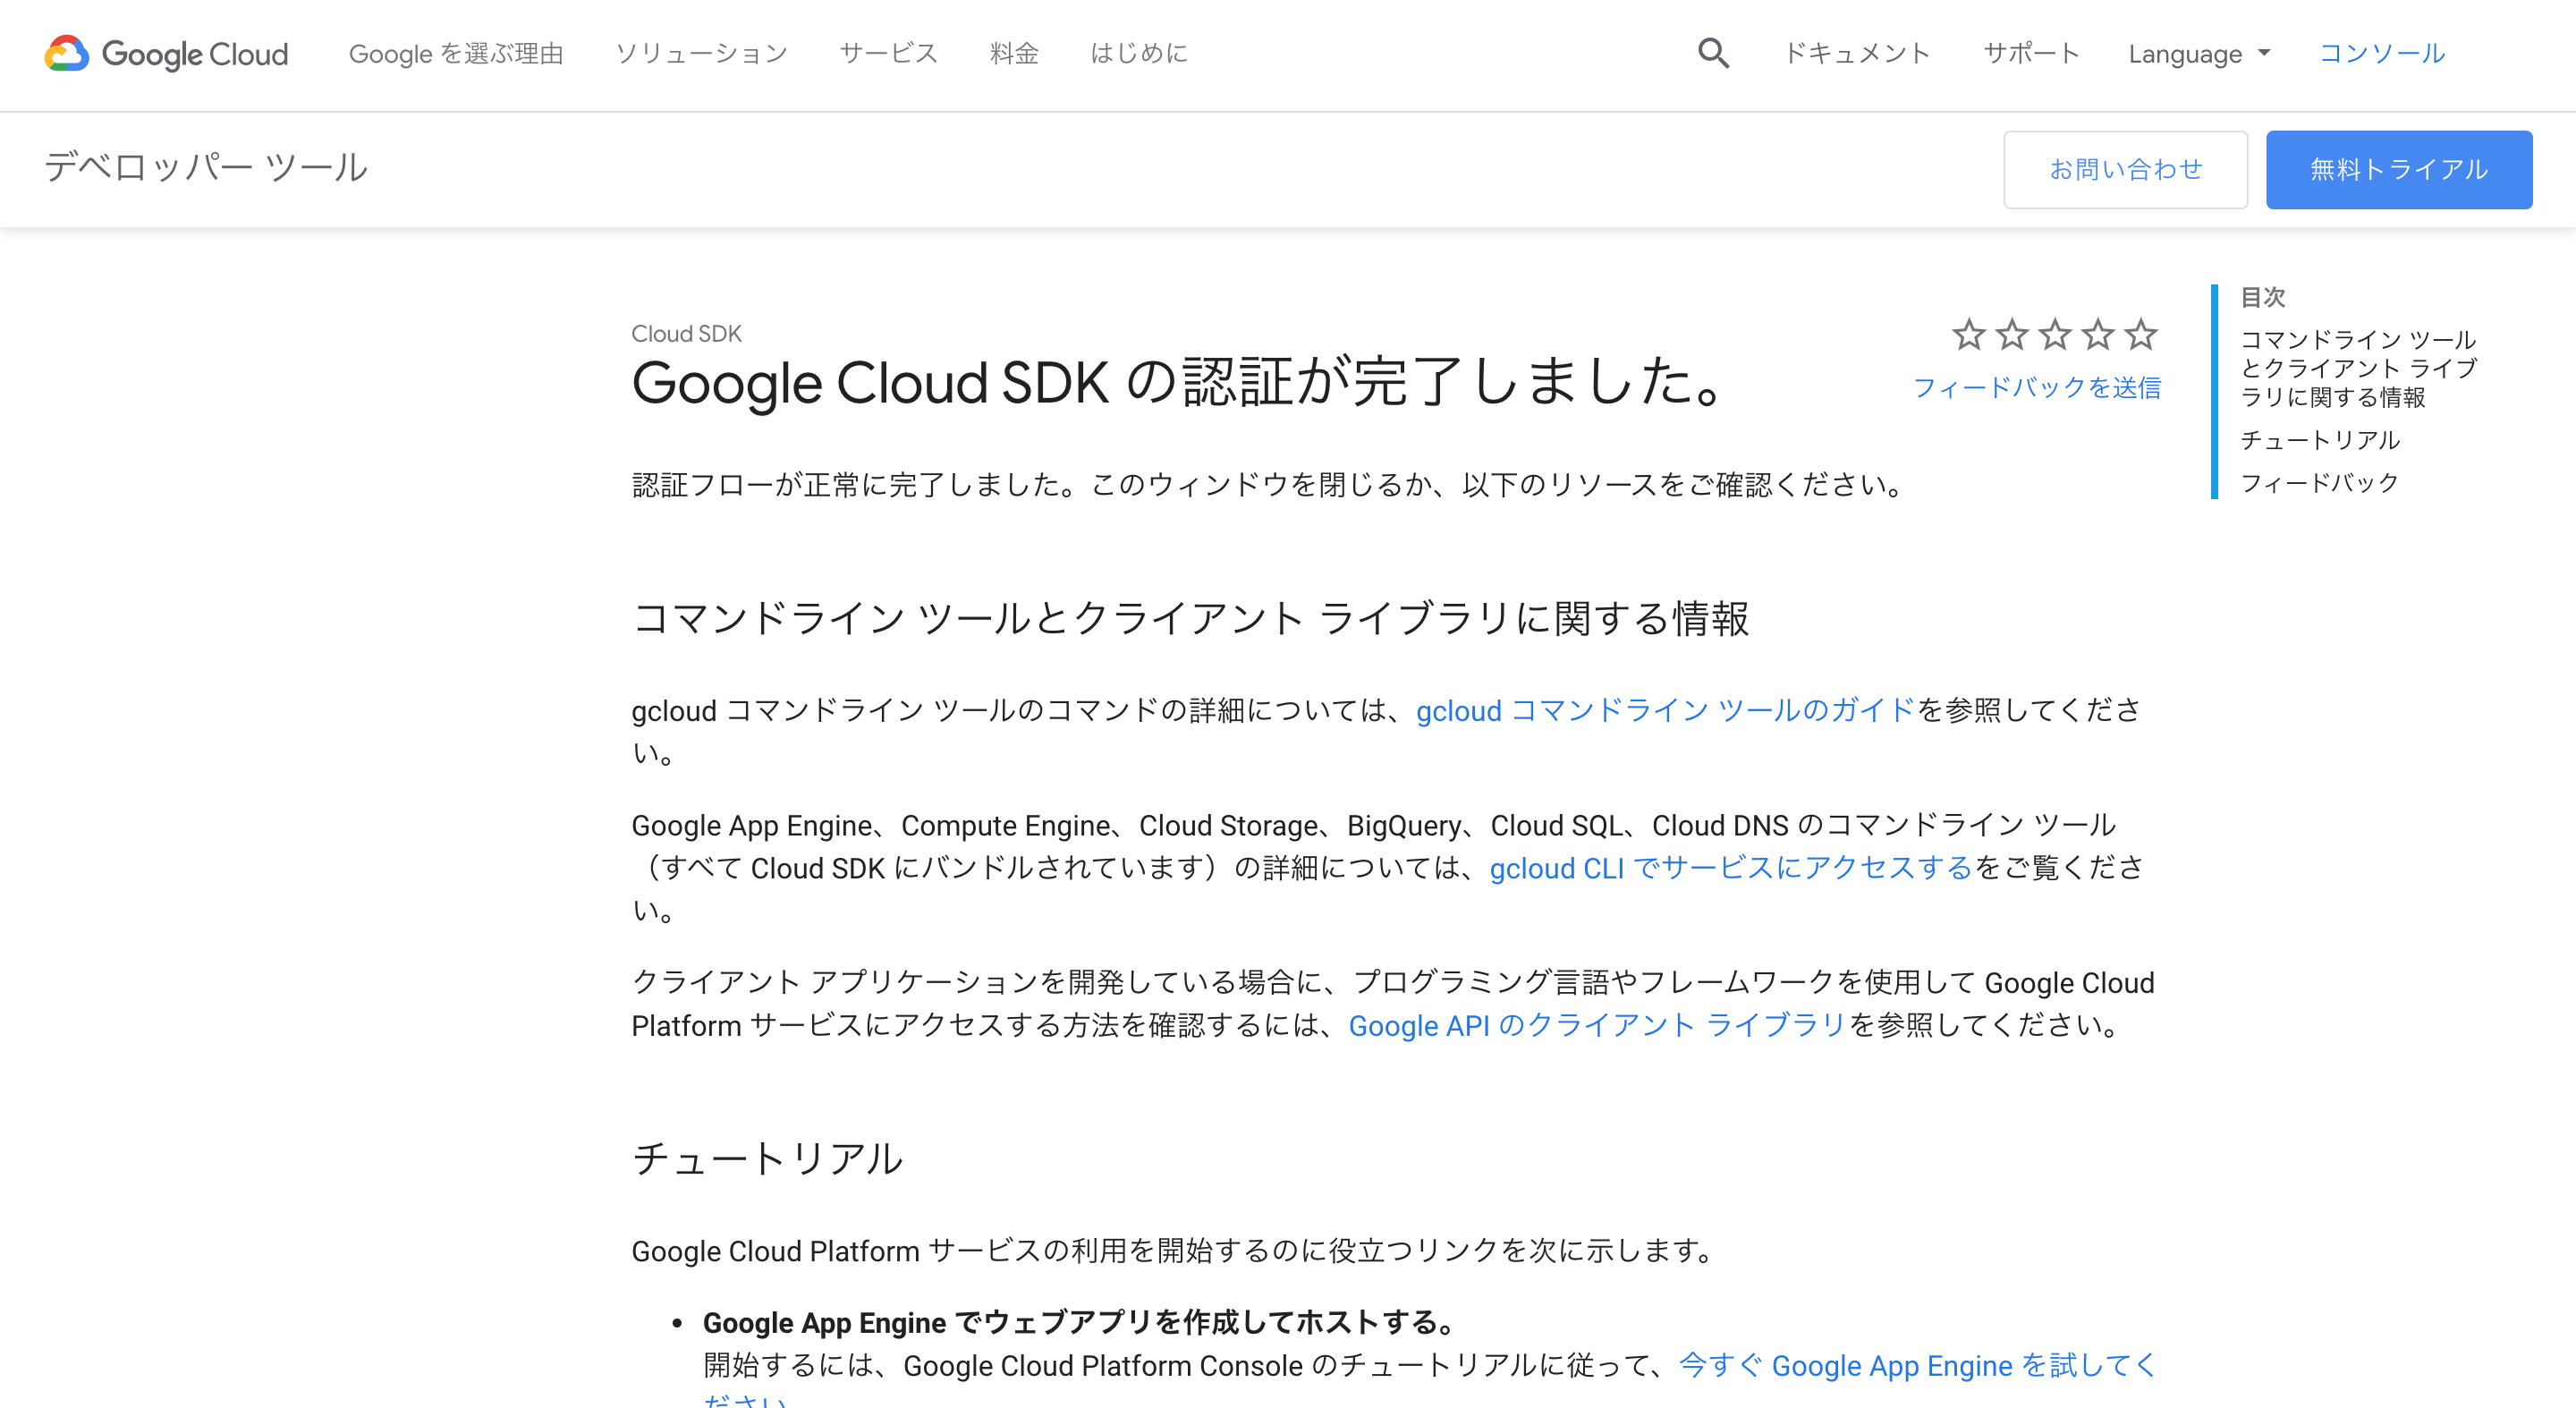 Google Cloud Google を選ぶ理由 ソリューション サービス 料金 はじめに ドキュメント サポート Language コンソール
デベロッパー ツール お問い合わせ 無料トライアル
Cloud SDK
Google Cloud SDK の認証が完了しました。
フィードバックを送信
認証フローが正常に完了しました。このウィンドウを閉じるか、以下のリソースをご確認ください。
コマンドライン ツールとクライアント ライブラリに関する情報
gcloud コマンドライン ツールのコマンドの詳細については、gcloud コマンドライン ツールのガイドを参照してくださ
い。
Google App Engine、Compute Engine、Cloud Storage、BigQuery、Cloud SQL、Cloud DNS のコマンドライン ツール
（すべて Cloud SDK にバンドルされています）の詳細については、gcloud CLI でサービスにアクセスするをご覧くださ
い。
クライアント アプリケーションを開発している場合に、プログラミング言語やフレームワークを使用して Google Cloud
Platform サービスにアクセスする方法を確認するには、Google API のクライアント ライブラリを参照してください。
チュートリアル
Google Cloud Platform サービスの利用を開始するのに役立つリンクを次に示します。
• Google App Engine でウェブアプリを作成してホストする。
開始するには、Google Cloud Platform Console のチュートリアルに従って、今すぐ Google App Engine を試してく
ださい
目次
コマンドライン ツール
とクライアント ライブ
ラリに関する情報
チュートリアル
フィードバック